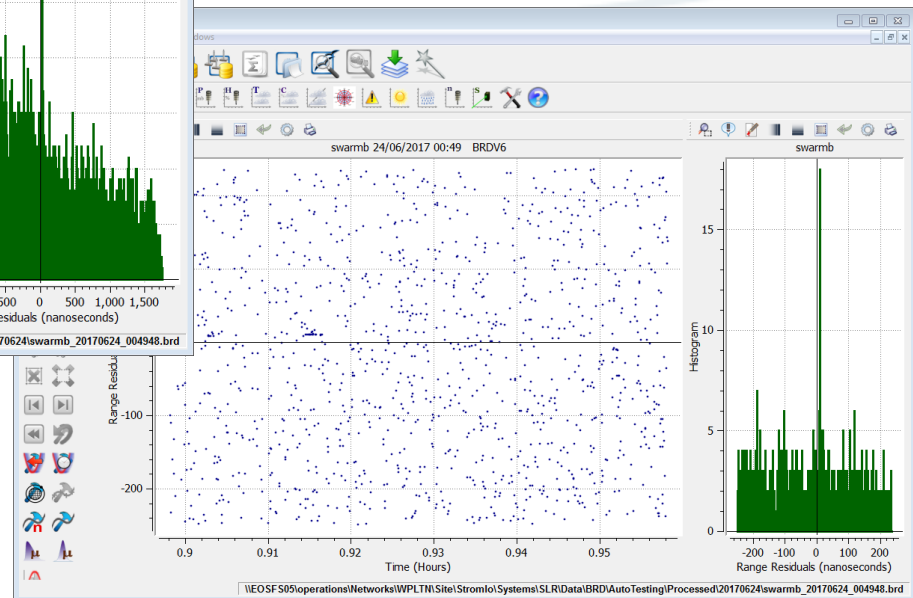 500 0 500 1,000 1,500
esiduals (nanoseconds)
70624\swarmb_20170624_004948.brd
dows
P H T C n S
swarmb 24/06/2017 00:49 BRDV6
swarmb
Range Residua
-100
-200
0.9 0.91 0.92 0.93 0.94 0.95
Time (Hours)
Histogram
15
10
5
0
-200 -100 0 100 200
Range Residuals (nanoseconds)
n
μ μ
\\EOSFS05\operations\Networks\WPLTN\Site\Stromlo\Systems\SLR\Data\BRD\AutoTesting\Processed\20170624\swarmb_20170624_004948.brd